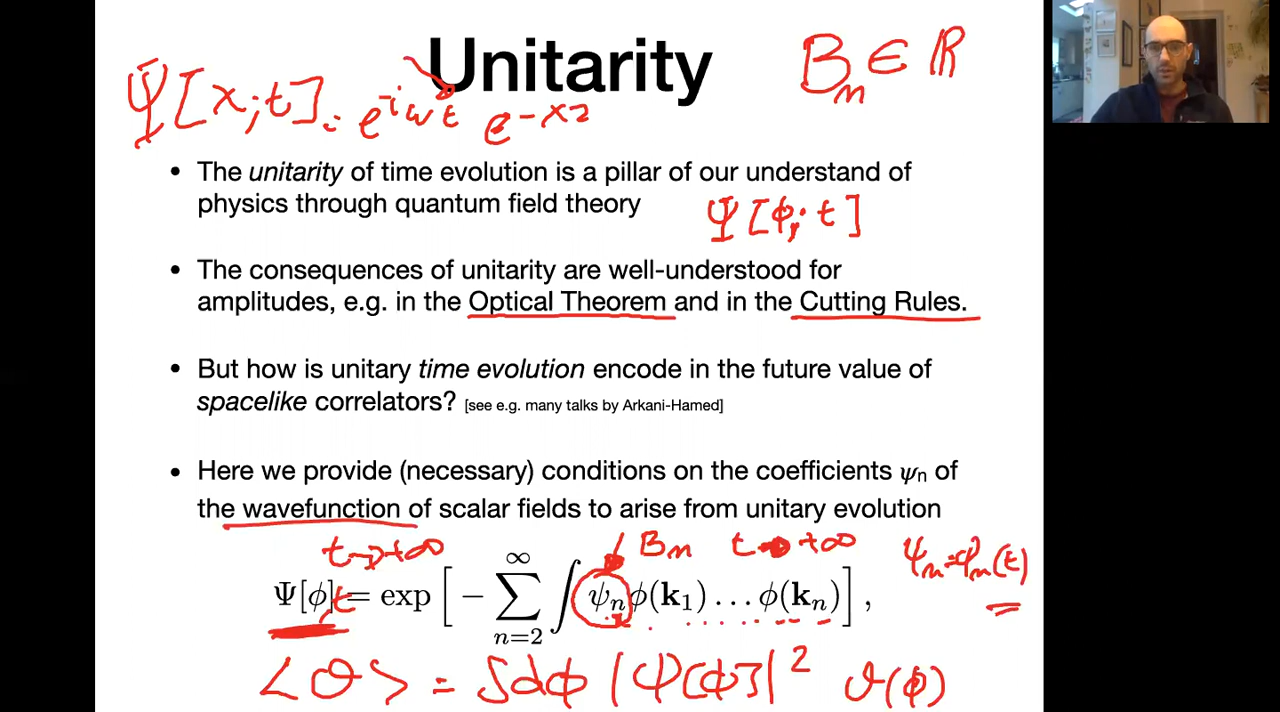 Unitarity
B_n ∈ ℝ
Ψ[x;t] = e^{-iωt} e^{-x2}
• The unitarity of time evolution is a pillar of our understand of
physics through quantum field theory
Ψ[φ;t]
• The consequences of unitarity are well-understood for
amplitudes, e.g. in the Optical Theorem and in the Cutting Rules.
• But how is unitary time evolution encode in the future value of
spacelike correlators? [see e.g. many talks by Arkani-Hamed]
• Here we provide (necessary) conditions on the coefficients ψn of
the wavefunction of scalar fields to arise from unitary evolution
t→+∞ B_n t→+∞ ψ_n=ψ_n(t)
Ψ[ϕ]t = exp [ − ∑_{n=2}^{∞} ∫ ψ_n ϕ(k_1) … ϕ(k_n) ] ,
<O> = ∫dϕ |Ψ[ϕ]|^2 O(ϕ)